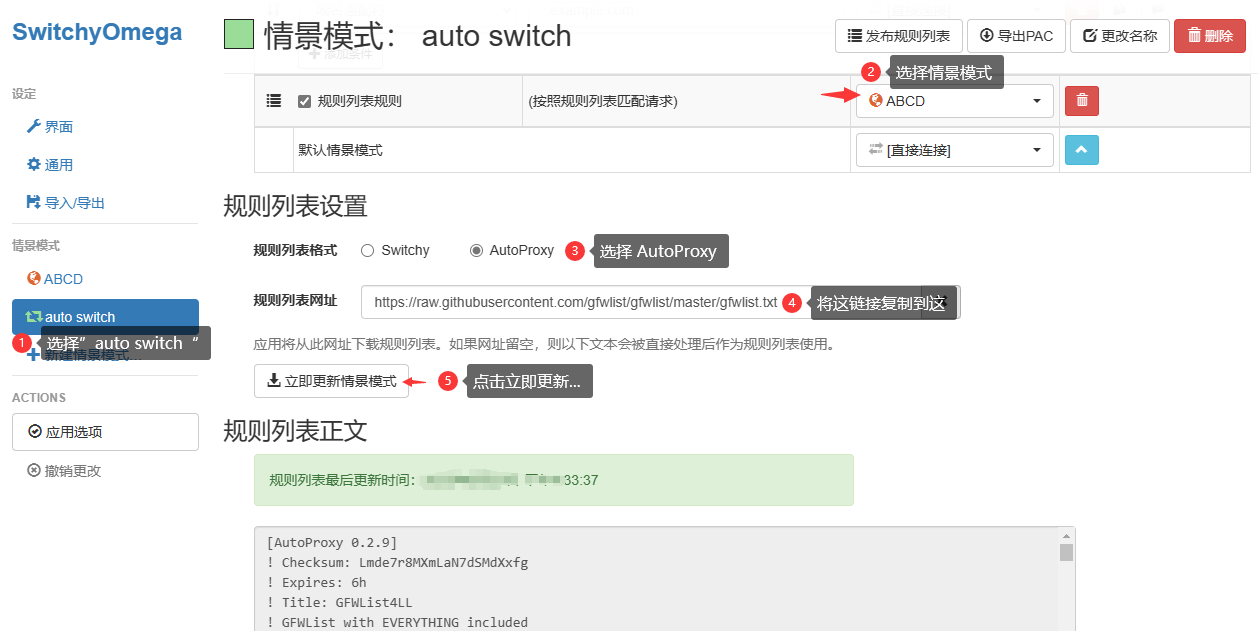 SwitchyOmega
情景模式： auto switch
发布规则列表
导出PAC
更改名称
删除
添加条件
2 选择情景模式
设定
界面
通用
导入/导出
规则列表规则
(按照规则列表匹配请求)
ABCD
默认情景模式
[直接连接]
规则列表设置
规则列表格式
Switchy
AutoProxy
3 选择 AutoProxy
情景模式
ABCD
auto switch
1 选择”auto switch“
新建情景模式...
规则列表网址
https://raw.githubusercontent.com/gfwlist/gfwlist/master/gfwlist.txt
4 将这链接复制到这
应用将从此网址下载规则列表。如果网址留空，则以下文本会被直接处理后作为规则列表使用。
立即更新情景模式
5 点击立即更新...
ACTIONS
应用选项
撤销更改
规则列表正文
规则列表最后更新时间：
33:37
[AutoProxy 0.2.9]
! Checksum: Lmde7r8MXmLaN7dSMdXxfg
! Expires: 6h
! Title: GFWList4LL
! GFWList with EVERYTHING included